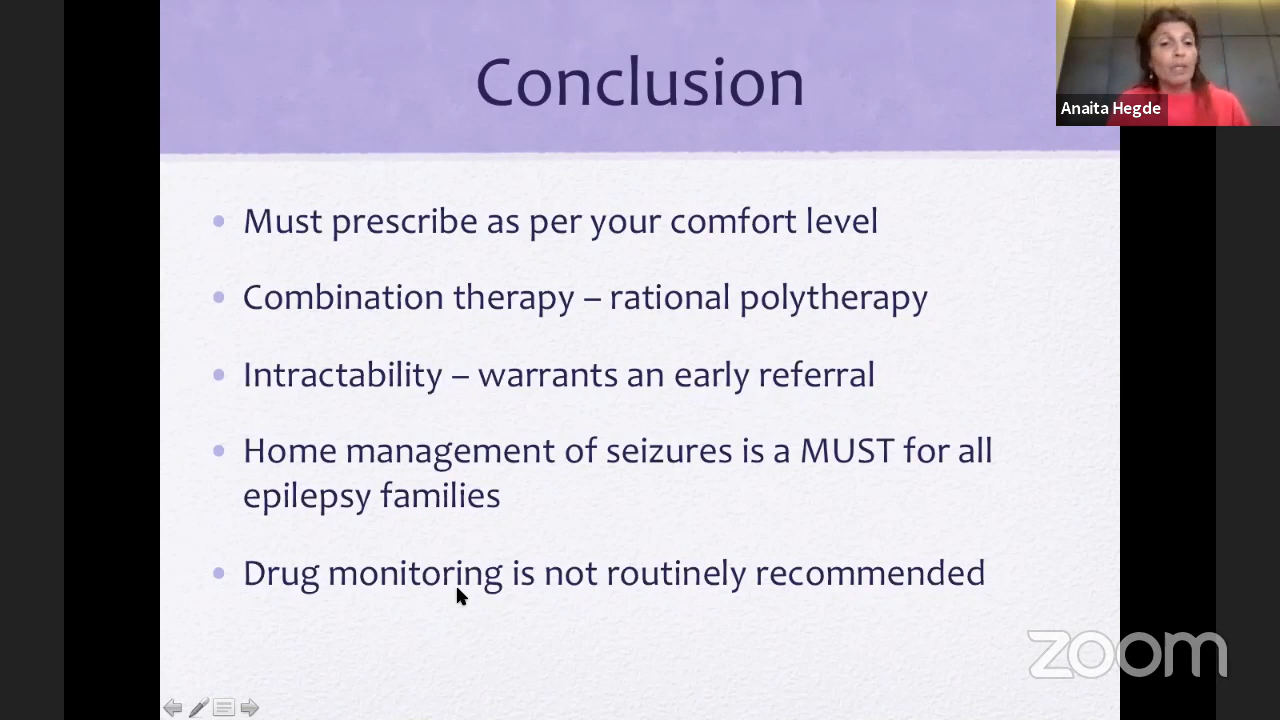 Conclusion
Anaita Hegde
• Must prescribe as per your comfort level
• Combination therapy – rational polytherapy
• Intractability – warrants an early referral
• Home management of seizures is a MUST for all
epilepsy families
• Drug monitoring is not routinely recommended
zoom